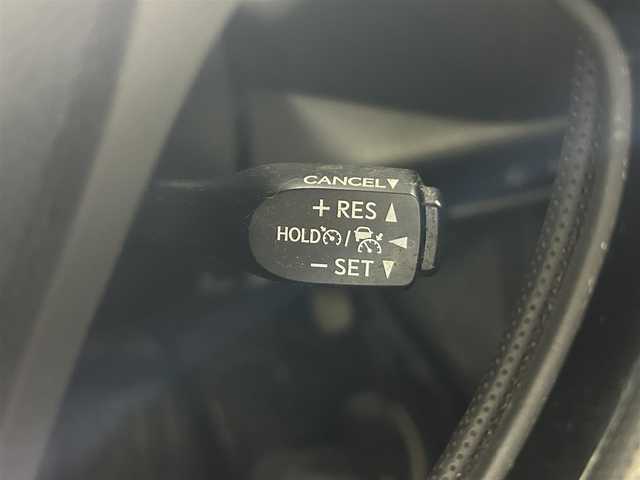 CANCEL▼
+ RES ▲
HOLD / ◀
– SET ▼